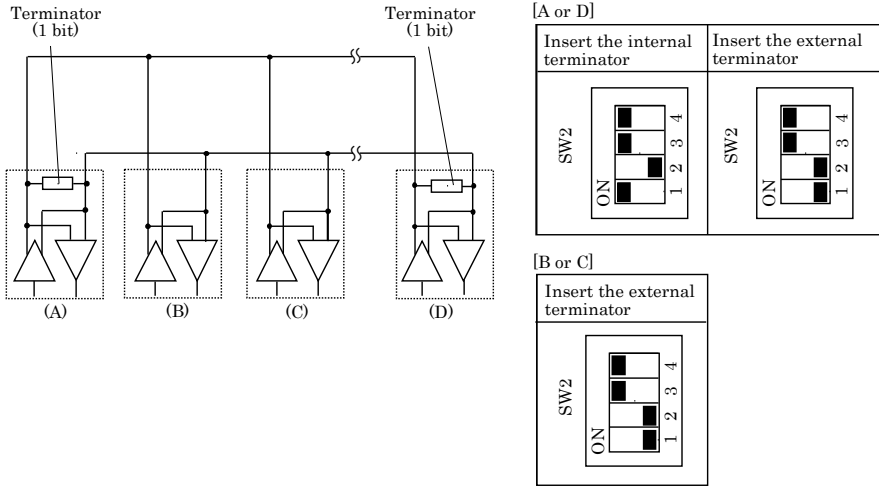 Terminator
(1 bit)
Terminator
(1 bit)
(A)
(B)
(C)
(D)
[A or D]
Insert the internal
terminator
Insert the external
terminator
SW2
ON
1 2 3 4
SW2
ON
1 2 3 4
[B or C]
Insert the external
terminator
SW2
ON
1 2 3 4